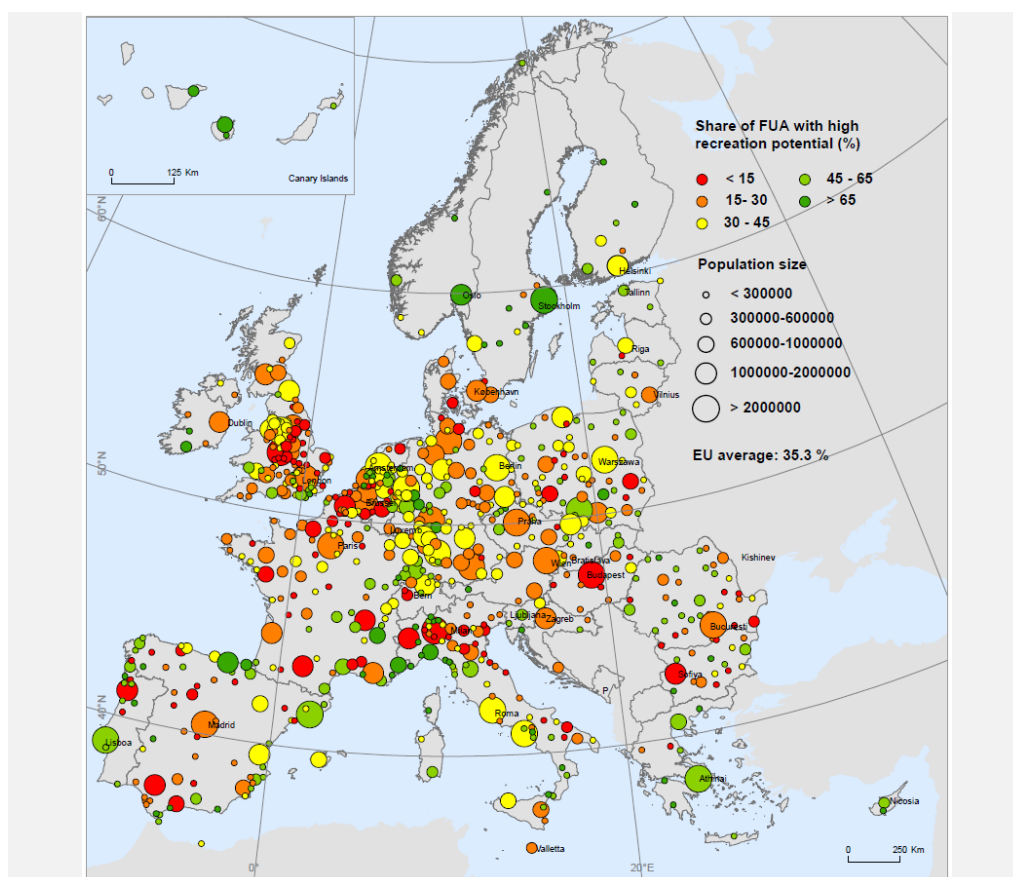 0
125 Km
Canary Islands
Share of FUA with high
recreation potential (%)
< 15
45 - 65
15- 30
> 65
30 - 45
Population size
< 300000
300000-600000
600000-1000000
1000000-2000000
> 2000000
EU average: 35.3 %
60°N
50°N
40°N
Helsinki
Tallinn
Oslo
Stockholm
Riga
København
Vilnius
Dublin
Amsterdam
Berlin
Warszawa
London
Praha
Paris
Wien
Bratislava
Budapest
Kishinev
Bern
Ljubljana
Zagreb
Milan
Bucuresti
Sofiya
P
Roma
Madrid
Lisboa
Athinai
Nicosia
Valletta
0°
20°E
0
250 Km